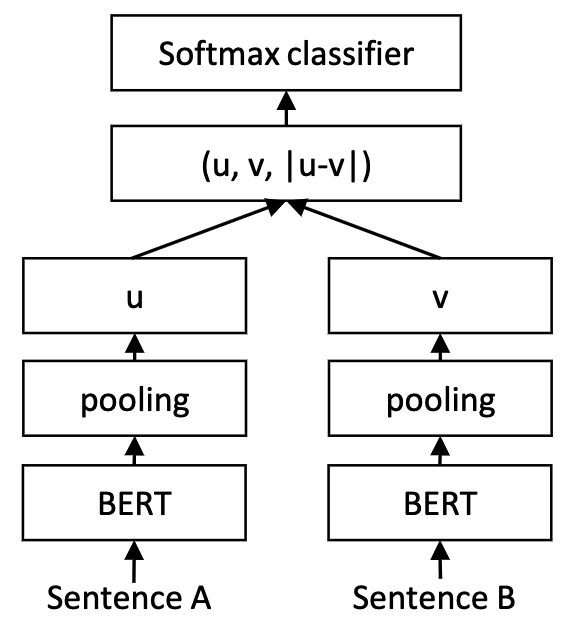 Softmax classifier
(u, v, |u-v|)
u
v
pooling
pooling
BERT
BERT
Sentence A
Sentence B